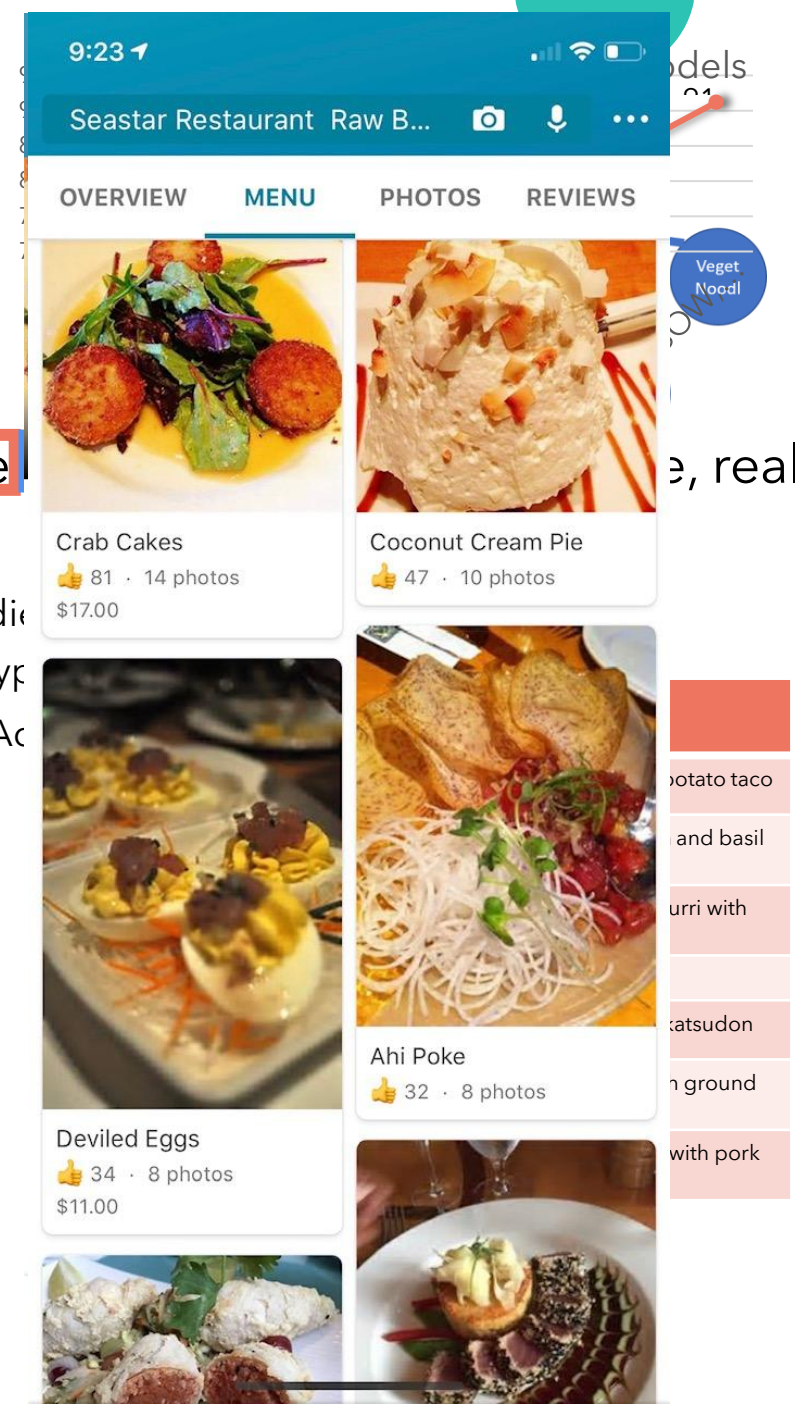 9:23
odels
91
Seastar Restaurant Raw B...
OVERVIEW MENU PHOTOS REVIEWS
Veget
Noodl
Crab Cakes
81 · 14 photos
$17.00
Coconut Cream Pie
47 · 10 photos
e, real
potato taco
and basil
urri with
katsudon
ground
with pork
Ahi Poke
32 · 8 photos
Deviled Eggs
34 · 8 photos
$11.00